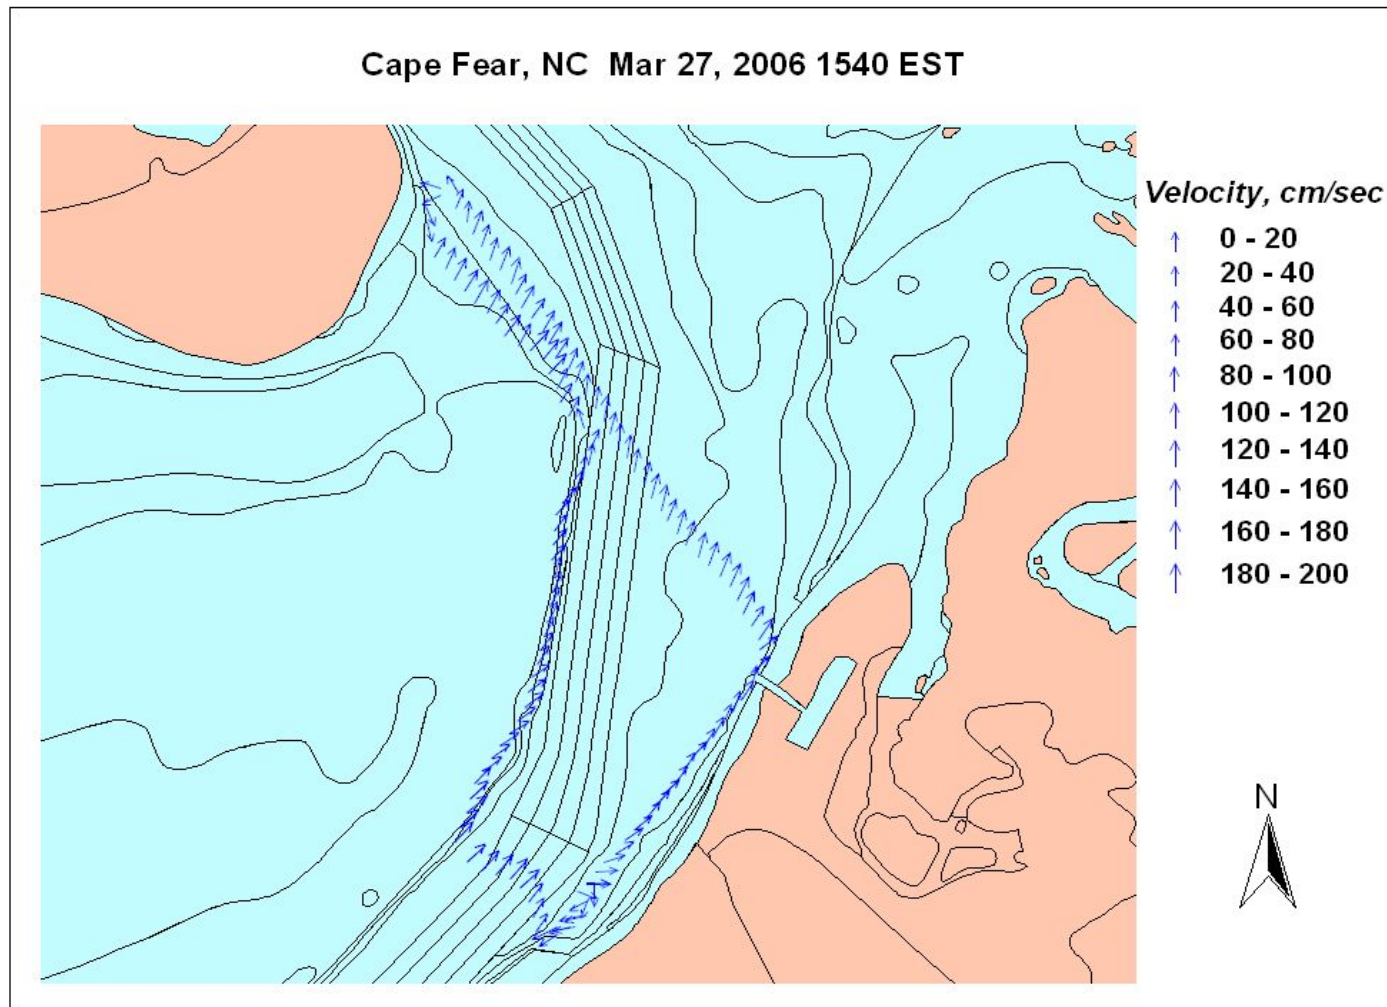 Cape Fear, NC  Mar 27, 2006 1540 EST
Velocity, cm/sec
0 - 20
20 - 40
40 - 60
60 - 80
80 - 100
100 - 120
120 - 140
140 - 160
160 - 180
180 - 200
N